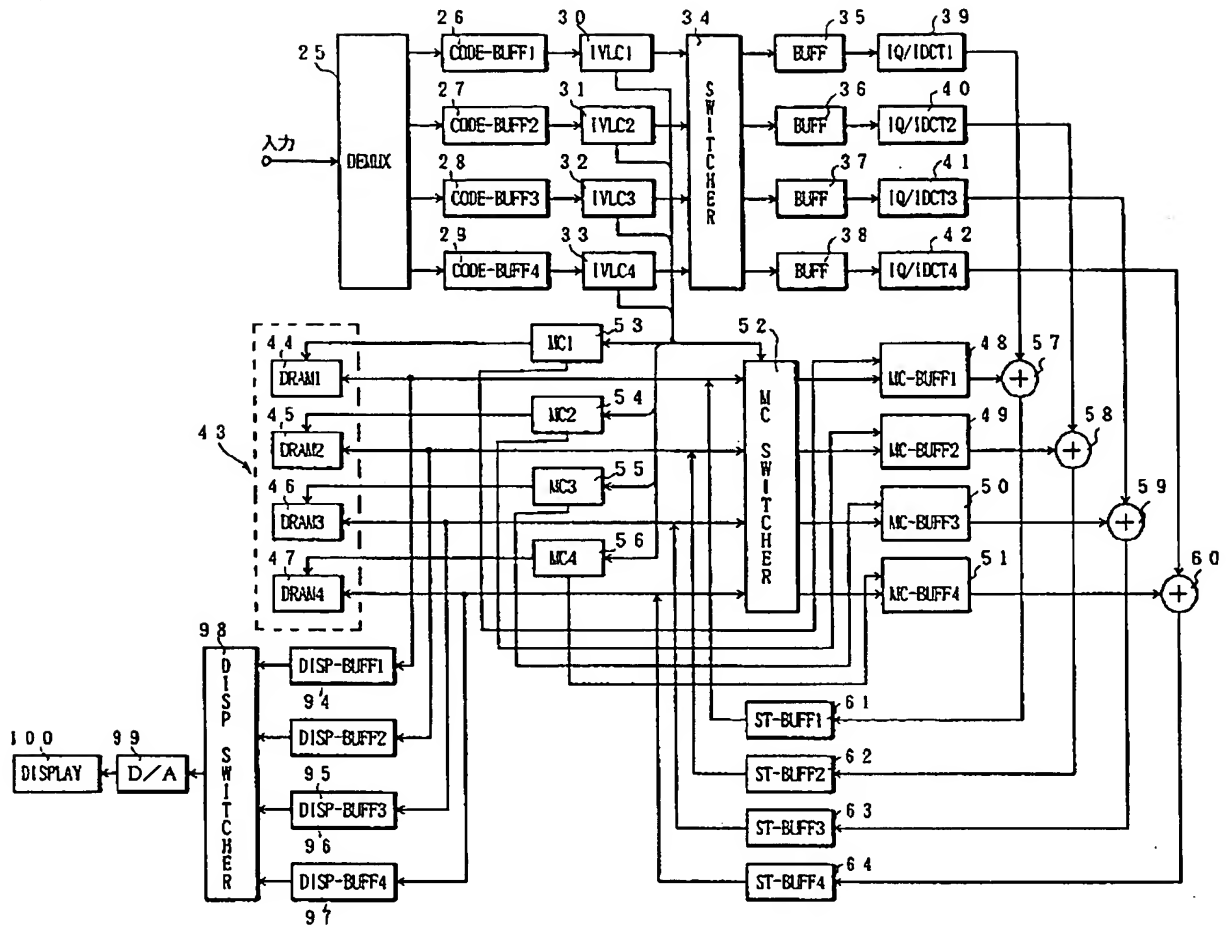 26
30
34
35
39
25
CODE-BUFF1
IVLC1
BUFF
IQ/IDCT1
27
31
36
40
入力
DEMUX
CODE-BUFF2
IVLC2
SWITCHER
BUFF
IQ/IDCT2
28
32
37
41
CODE-BUFF3
IVLC3
BUFF
IQ/IDCT3
29
33
38
42
CODE-BUFF4
IVLC4
BUFF
IQ/IDCT4
53
52
48
57
44
MC1
MC-BUFF1
+
DRAM1
54
49
58
45
MC2
MC SWITCHER
MC-BUFF2
+
43
DRAM2
55
50
59
46
MC3
MC-BUFF3
+
DRAM3
56
51
60
47
MC4
MC-BUFF4
+
DRAM4
98
DISP-BUFF1
94
61
ST-BUFF1
100
99
DISP SWITCHER
DISP-BUFF2
62
DISPLAY
D/A
95
ST-BUFF2
DISP-BUFF3
63
96
ST-BUFF3
64
DISP-BUFF4
ST-BUFF4
97